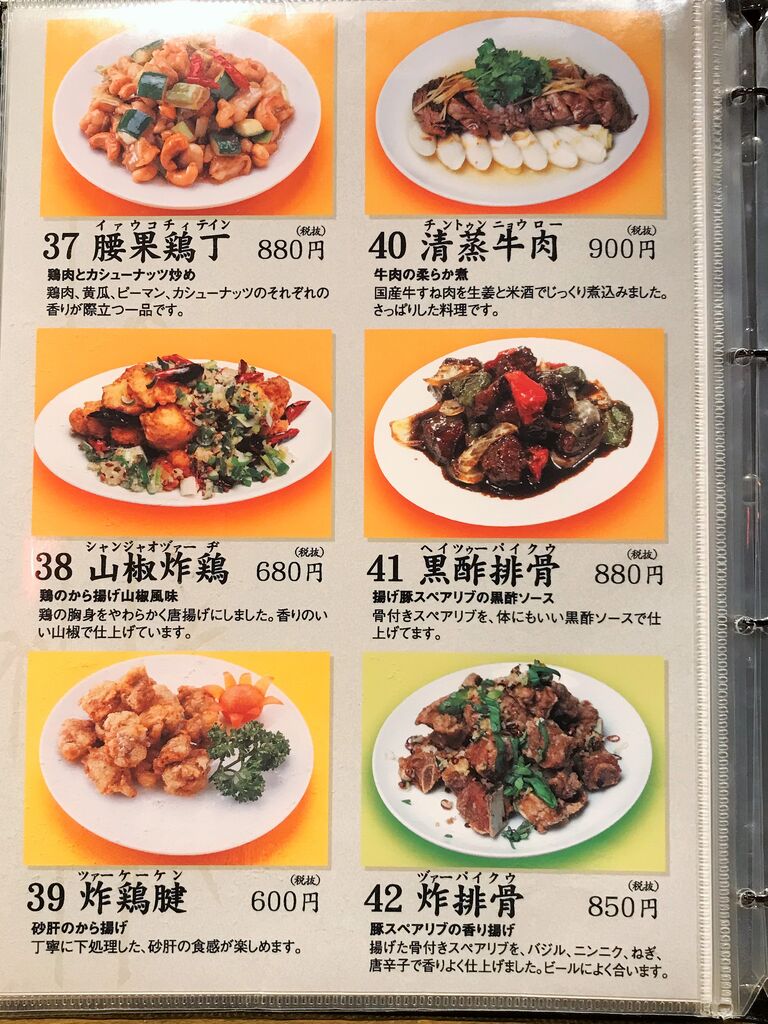 イァウコチィテイン
(税抜)
37 腰果鶏丁 880円
鶏肉とカシューナッツ炒め
鶏肉、黄瓜、ピーマン、カシューナッツのそれぞれの
香りが際立つ一品です。
シャンジャオヅァーヂ
(税抜)
38 山椒炸鶏 680円
鶏のから揚げ山椒風味
鶏の胸身をやわらかく唐揚げにしました。香りのい
い山椒で仕上げています。
ツァーケーケン
(税抜)
39 炸鶏腱 600円
砂肝のから揚げ
丁寧に下処理した、砂肝の食感が楽しめます。
チントゥンニョウロー
(税抜)
40 清蒸牛肉 900円
牛肉の柔らか煮
国産牛すね肉を生姜と米酒でじっくり煮込みました。
さっぱりした料理です。
ヘイツゥーパイクウ
(税抜)
41 黒酢排骨 880円
揚げ豚スペアリブの黒酢ソース
骨付きスペアリブを、体にもいい黒酢ソースで仕
上げてます。
ヅァーパイクウ
(税抜)
42 炸排骨 850円
豚スペアリブの香り揚げ
揚げた骨付きスペアリブを、バジル、ニンニク、ねぎ、
唐辛子で香りよく仕上げました。ビールによく合います。